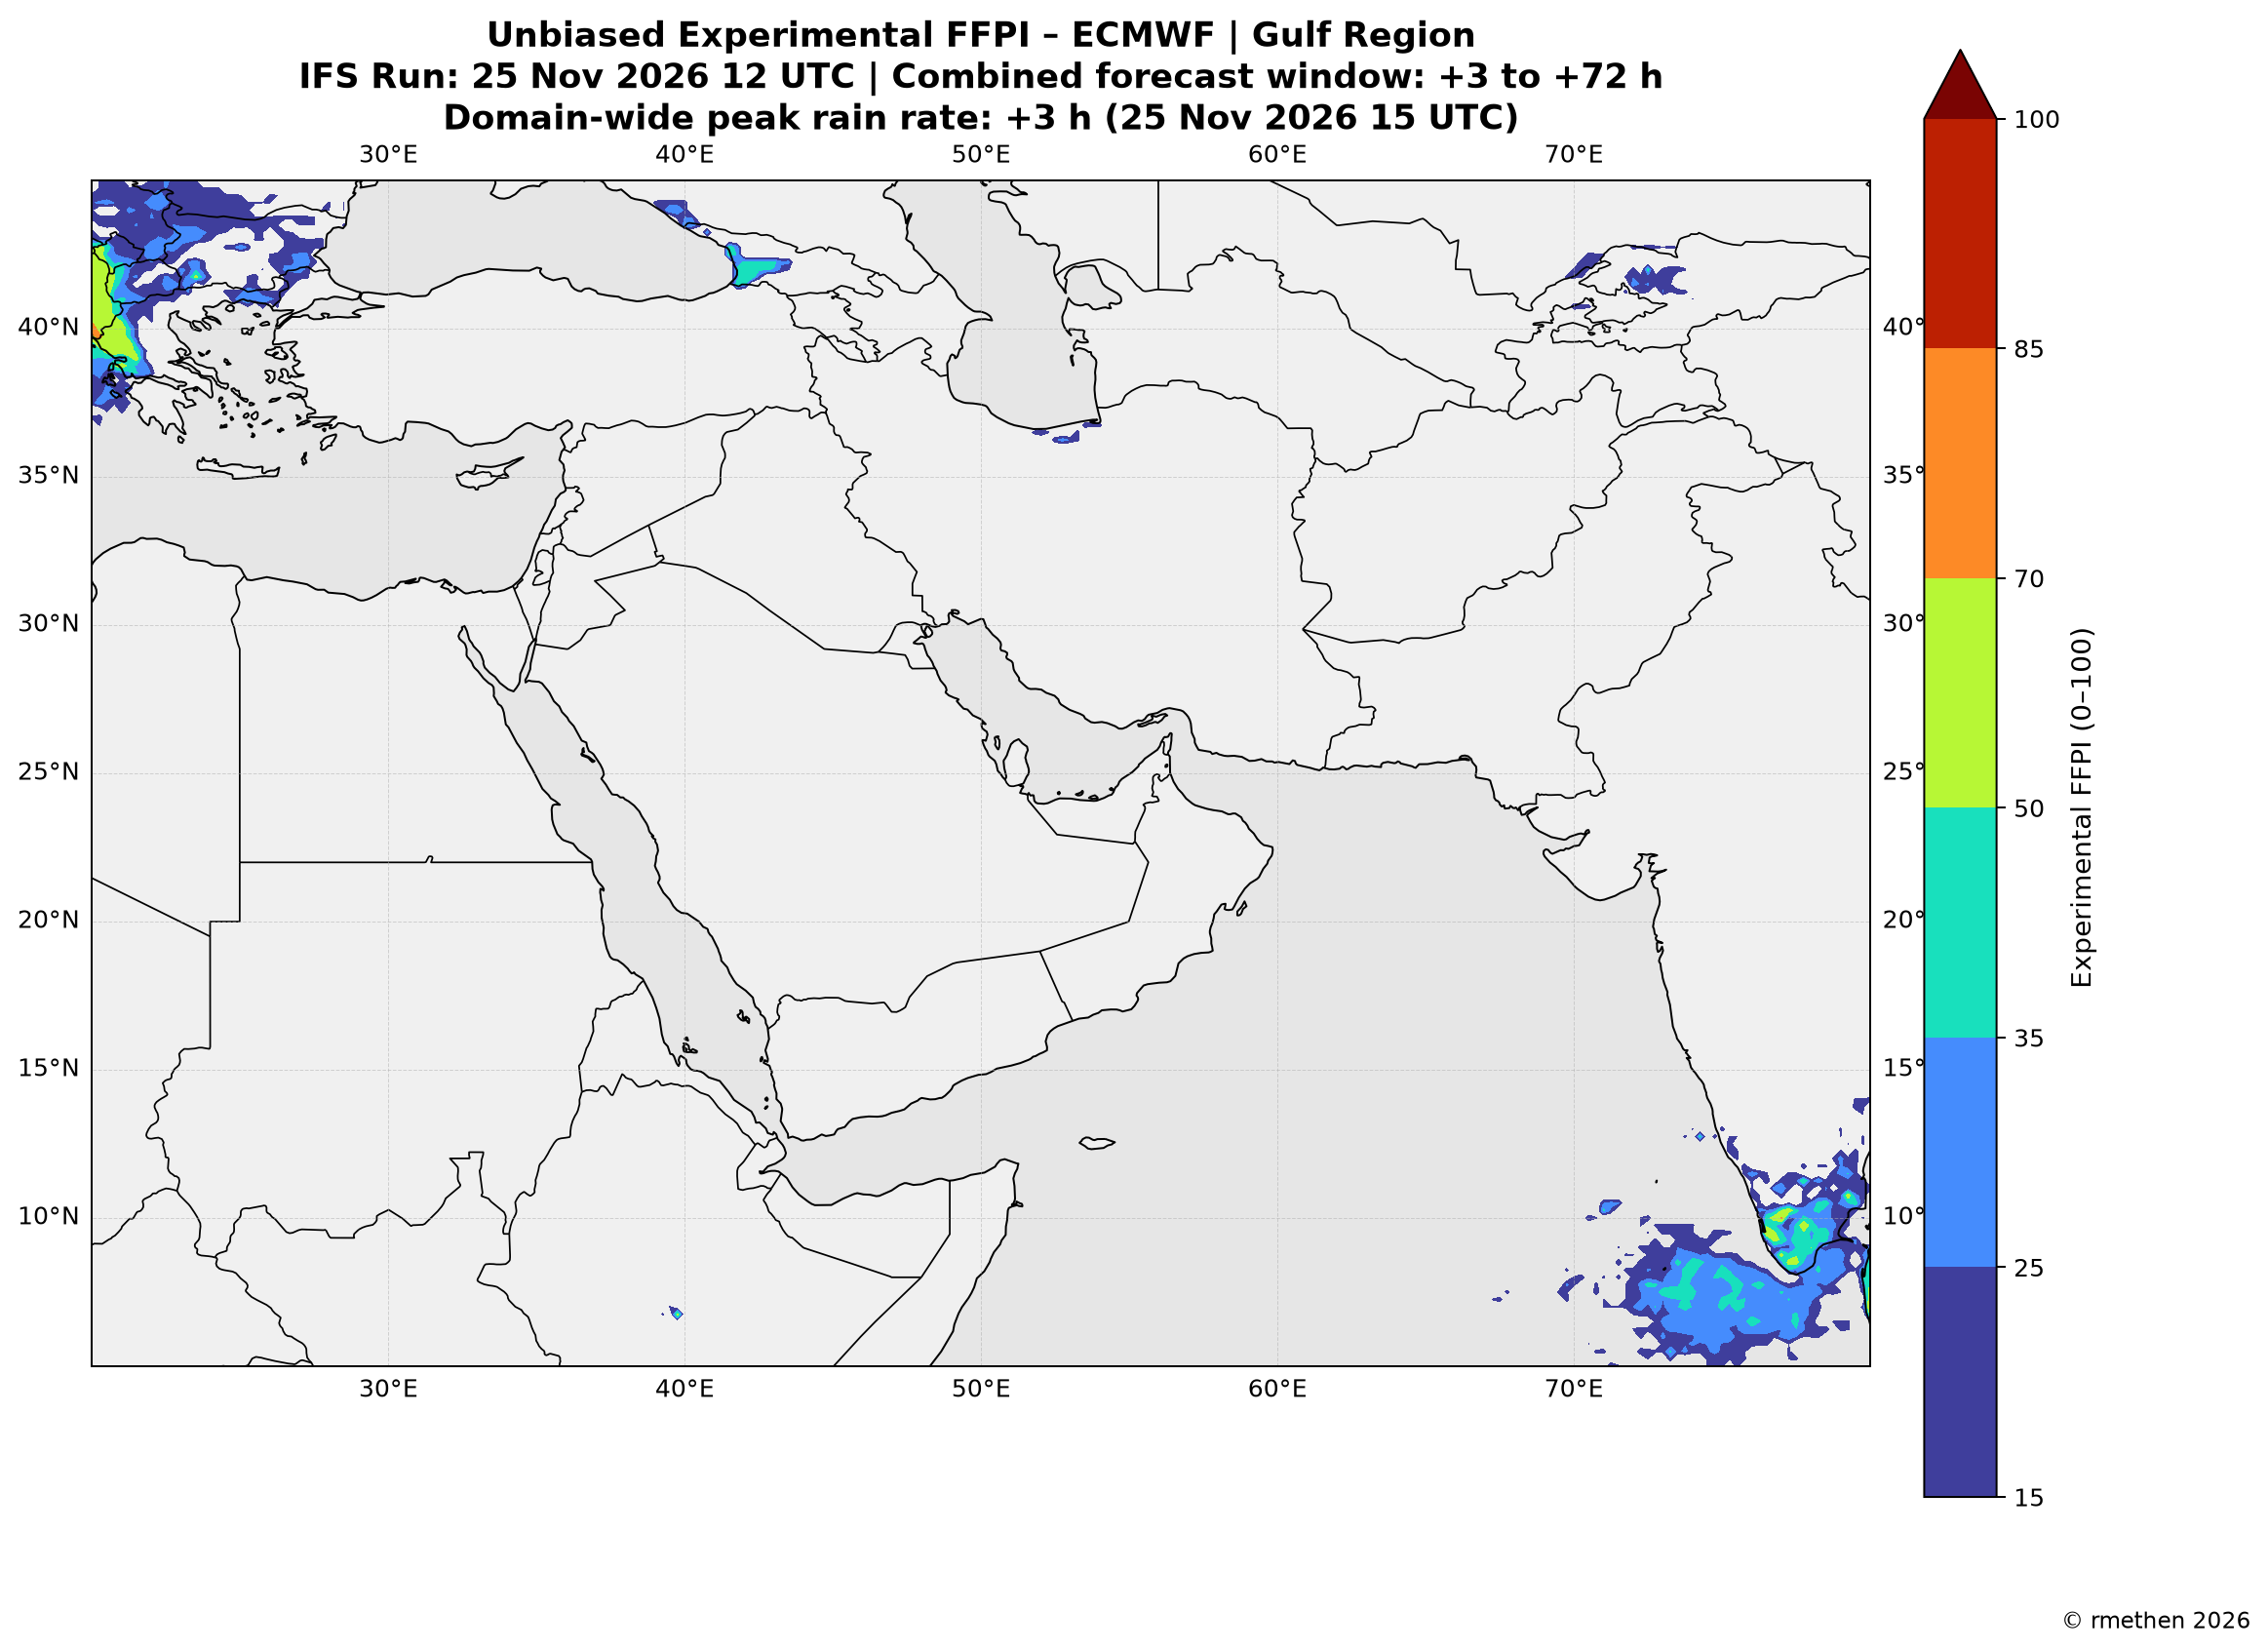 Unbiased Experimental FFPI – ECMWF | Gulf Region
IFS Run: 25 Nov 2026 12 UTC | Combined forecast window: +3 to +72 h
Domain-wide peak rain rate: +3 h (25 Nov 2026 15 UTC)
30°E 40°E 50°E 60°E 70°E
40°N
35°N
30°N
25°N
20°N
15°N
10°N
40°
35°
30°
25°
20°
15°
10°
30°E 40°E 50°E 60°E 70°E
100
85
70
50
35
25
15
Experimental FFPI (0–100)
© rmethen 2026